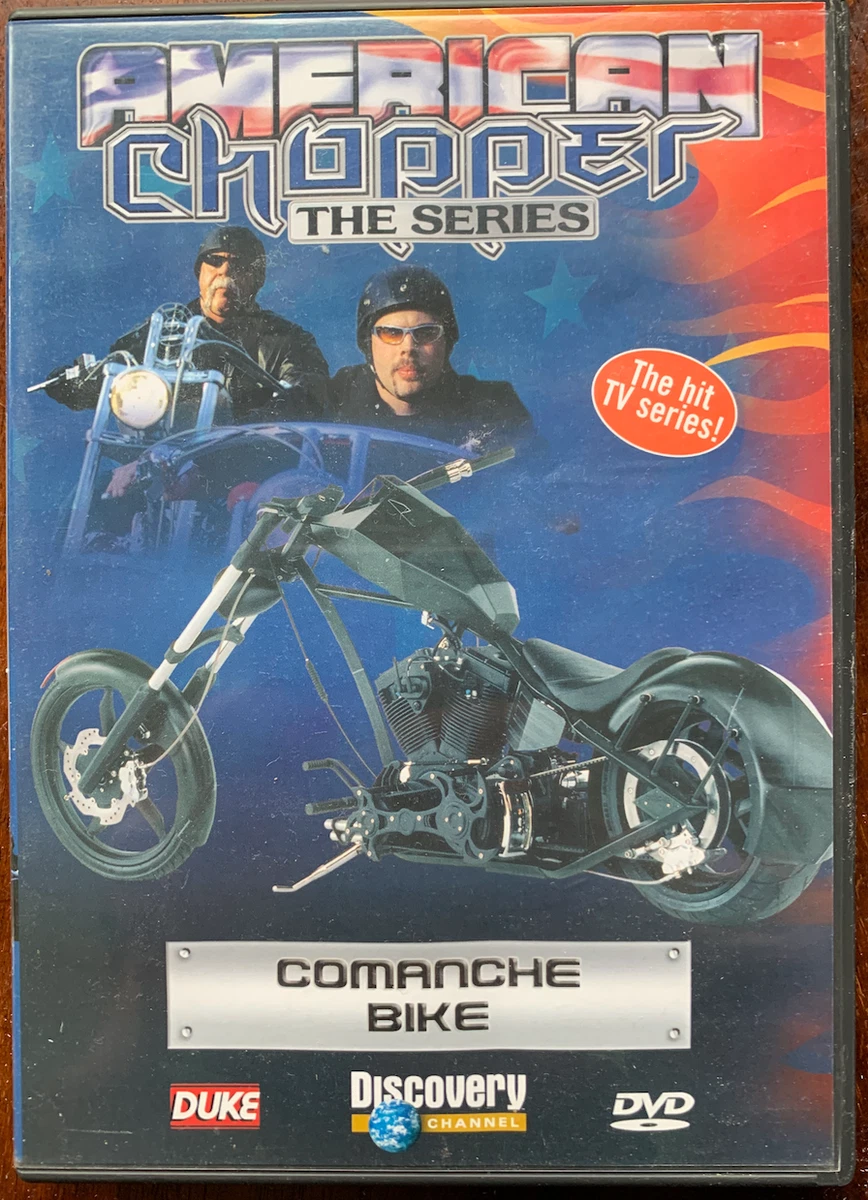 AMERICAN
CHOPPER
THE SERIES
The hit
TV series!
COMANCHE
BIKE
DUKE
Discovery
CHANNEL
DVD